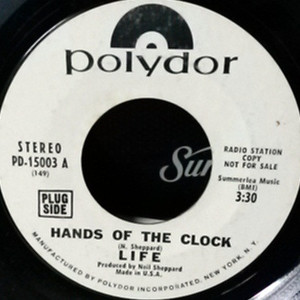 polydor
STEREO
PD-15003 A
(149)
RADIO STATION
COPY
NOT FOR SALE
Sun
Summerlea Music
(BMI)
3:30
PLUG
SIDE
HANDS OF THE CLOCK
(N. Sheppard)
LIFE
Produced by Neil Sheppard
Made in U.S.A.
MANUFACTURED BY POLYDOR INCORPORATED, NEW YORK, N.Y.